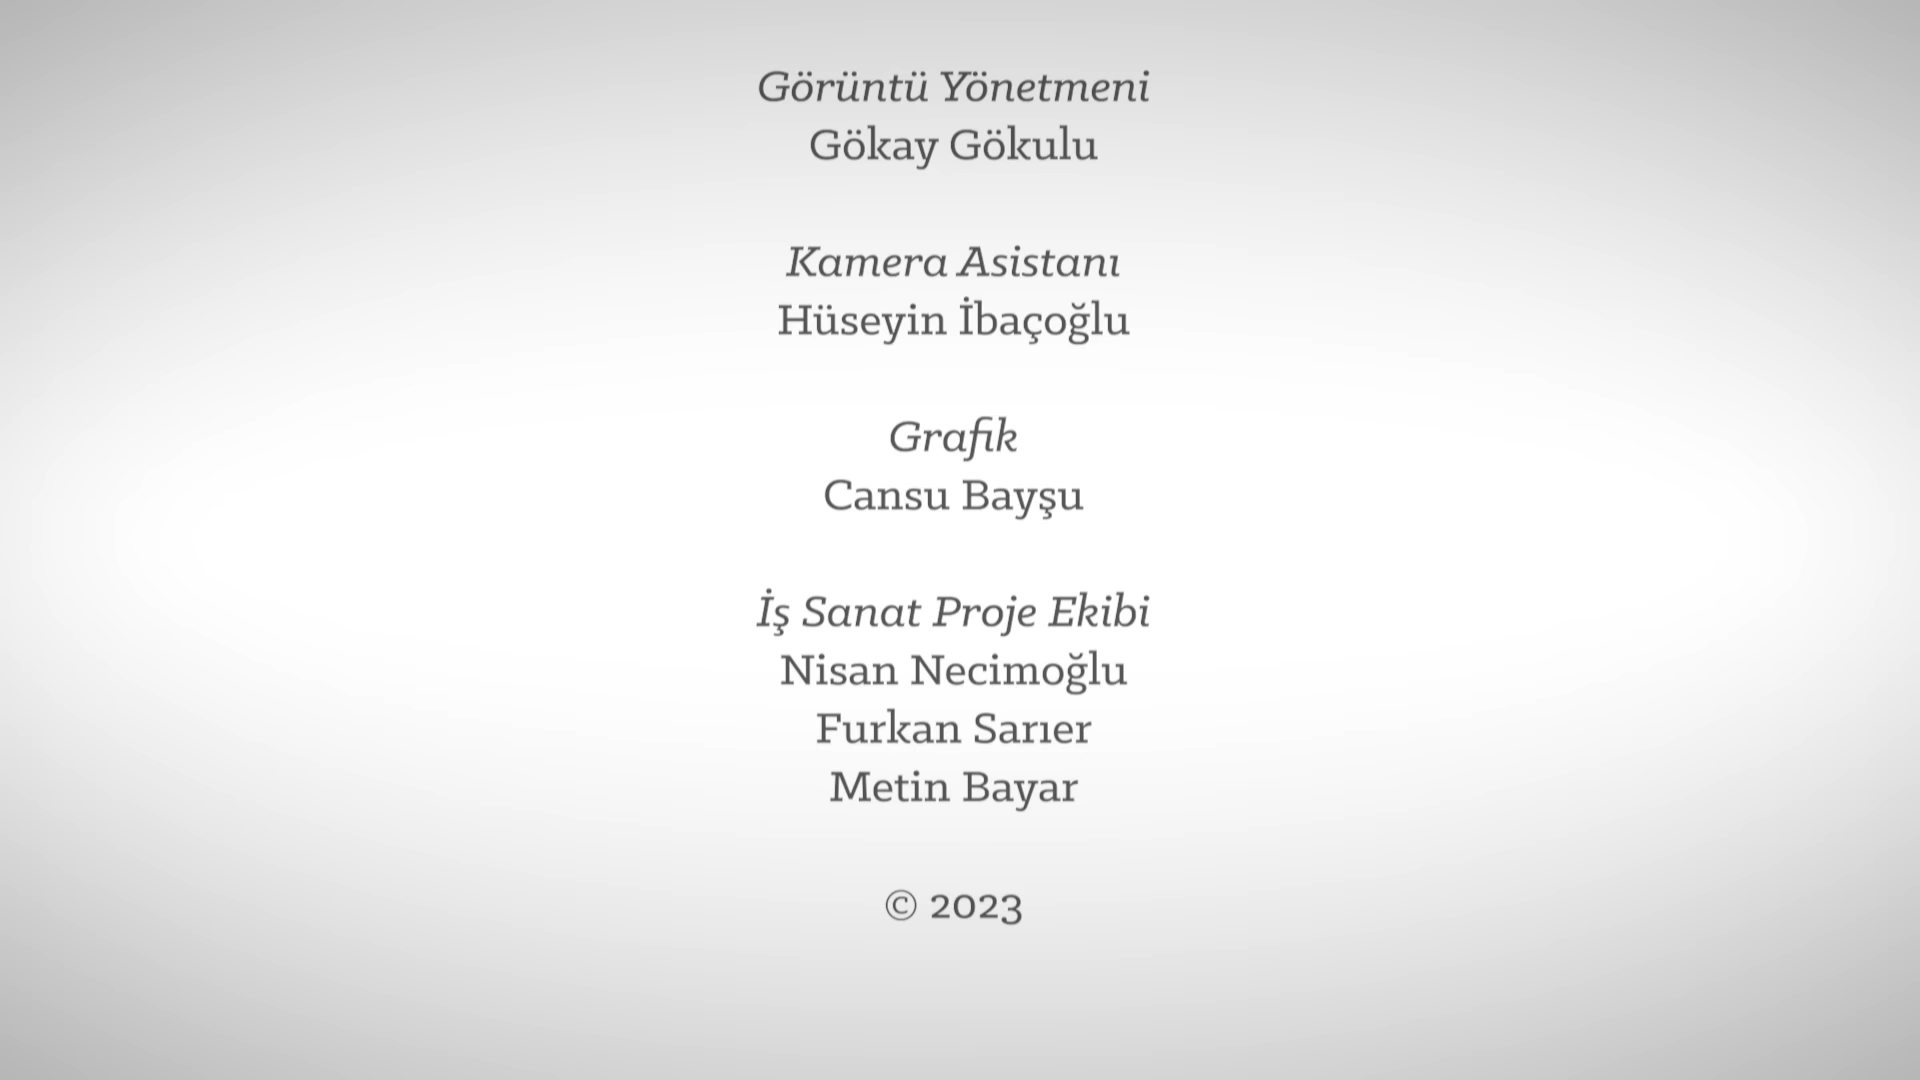 Görüntü Yönetmeni
Gökay Gökulu
Kamera Asistanı
Hüseyin İbaçoğlu
Grafik
Cansu Bayşu
İş Sanat Proje Ekibi
Nisan Necimoğlu
Furkan Sarıer
Metin Bayar
© 2023